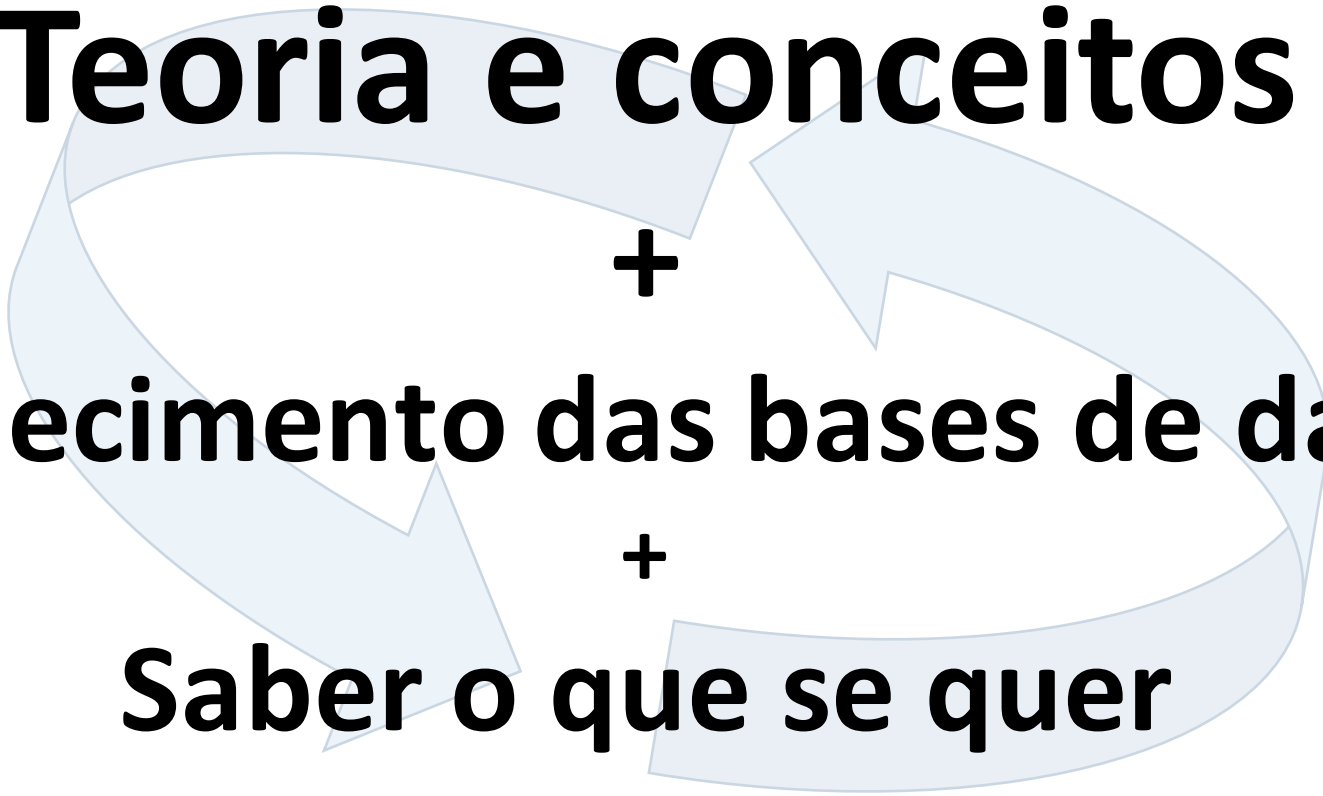 Teoria e conceitos
+
ecimento das bases de da
+
Saber o que se quer